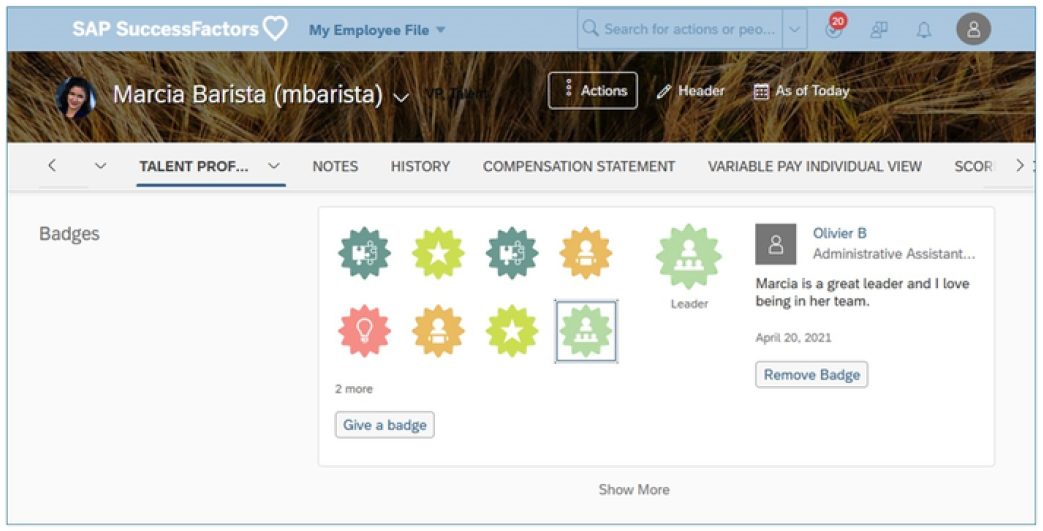 SAP SuccessFactors
My Employee File
Search for actions or peo...
20
Marcia Barista (mbarista)
Actions
Header
As of Today
TALENT PROF...
NOTES
HISTORY
COMPENSATION STATEMENT
VARIABLE PAY INDIVIDUAL VIEW
SCOR
Badges
Leader
Olivier B
Administrative Assistant...
Marcia is a great leader and I love
being in her team.
April 20, 2021
Remove Badge
2 more
Give a badge
Show More